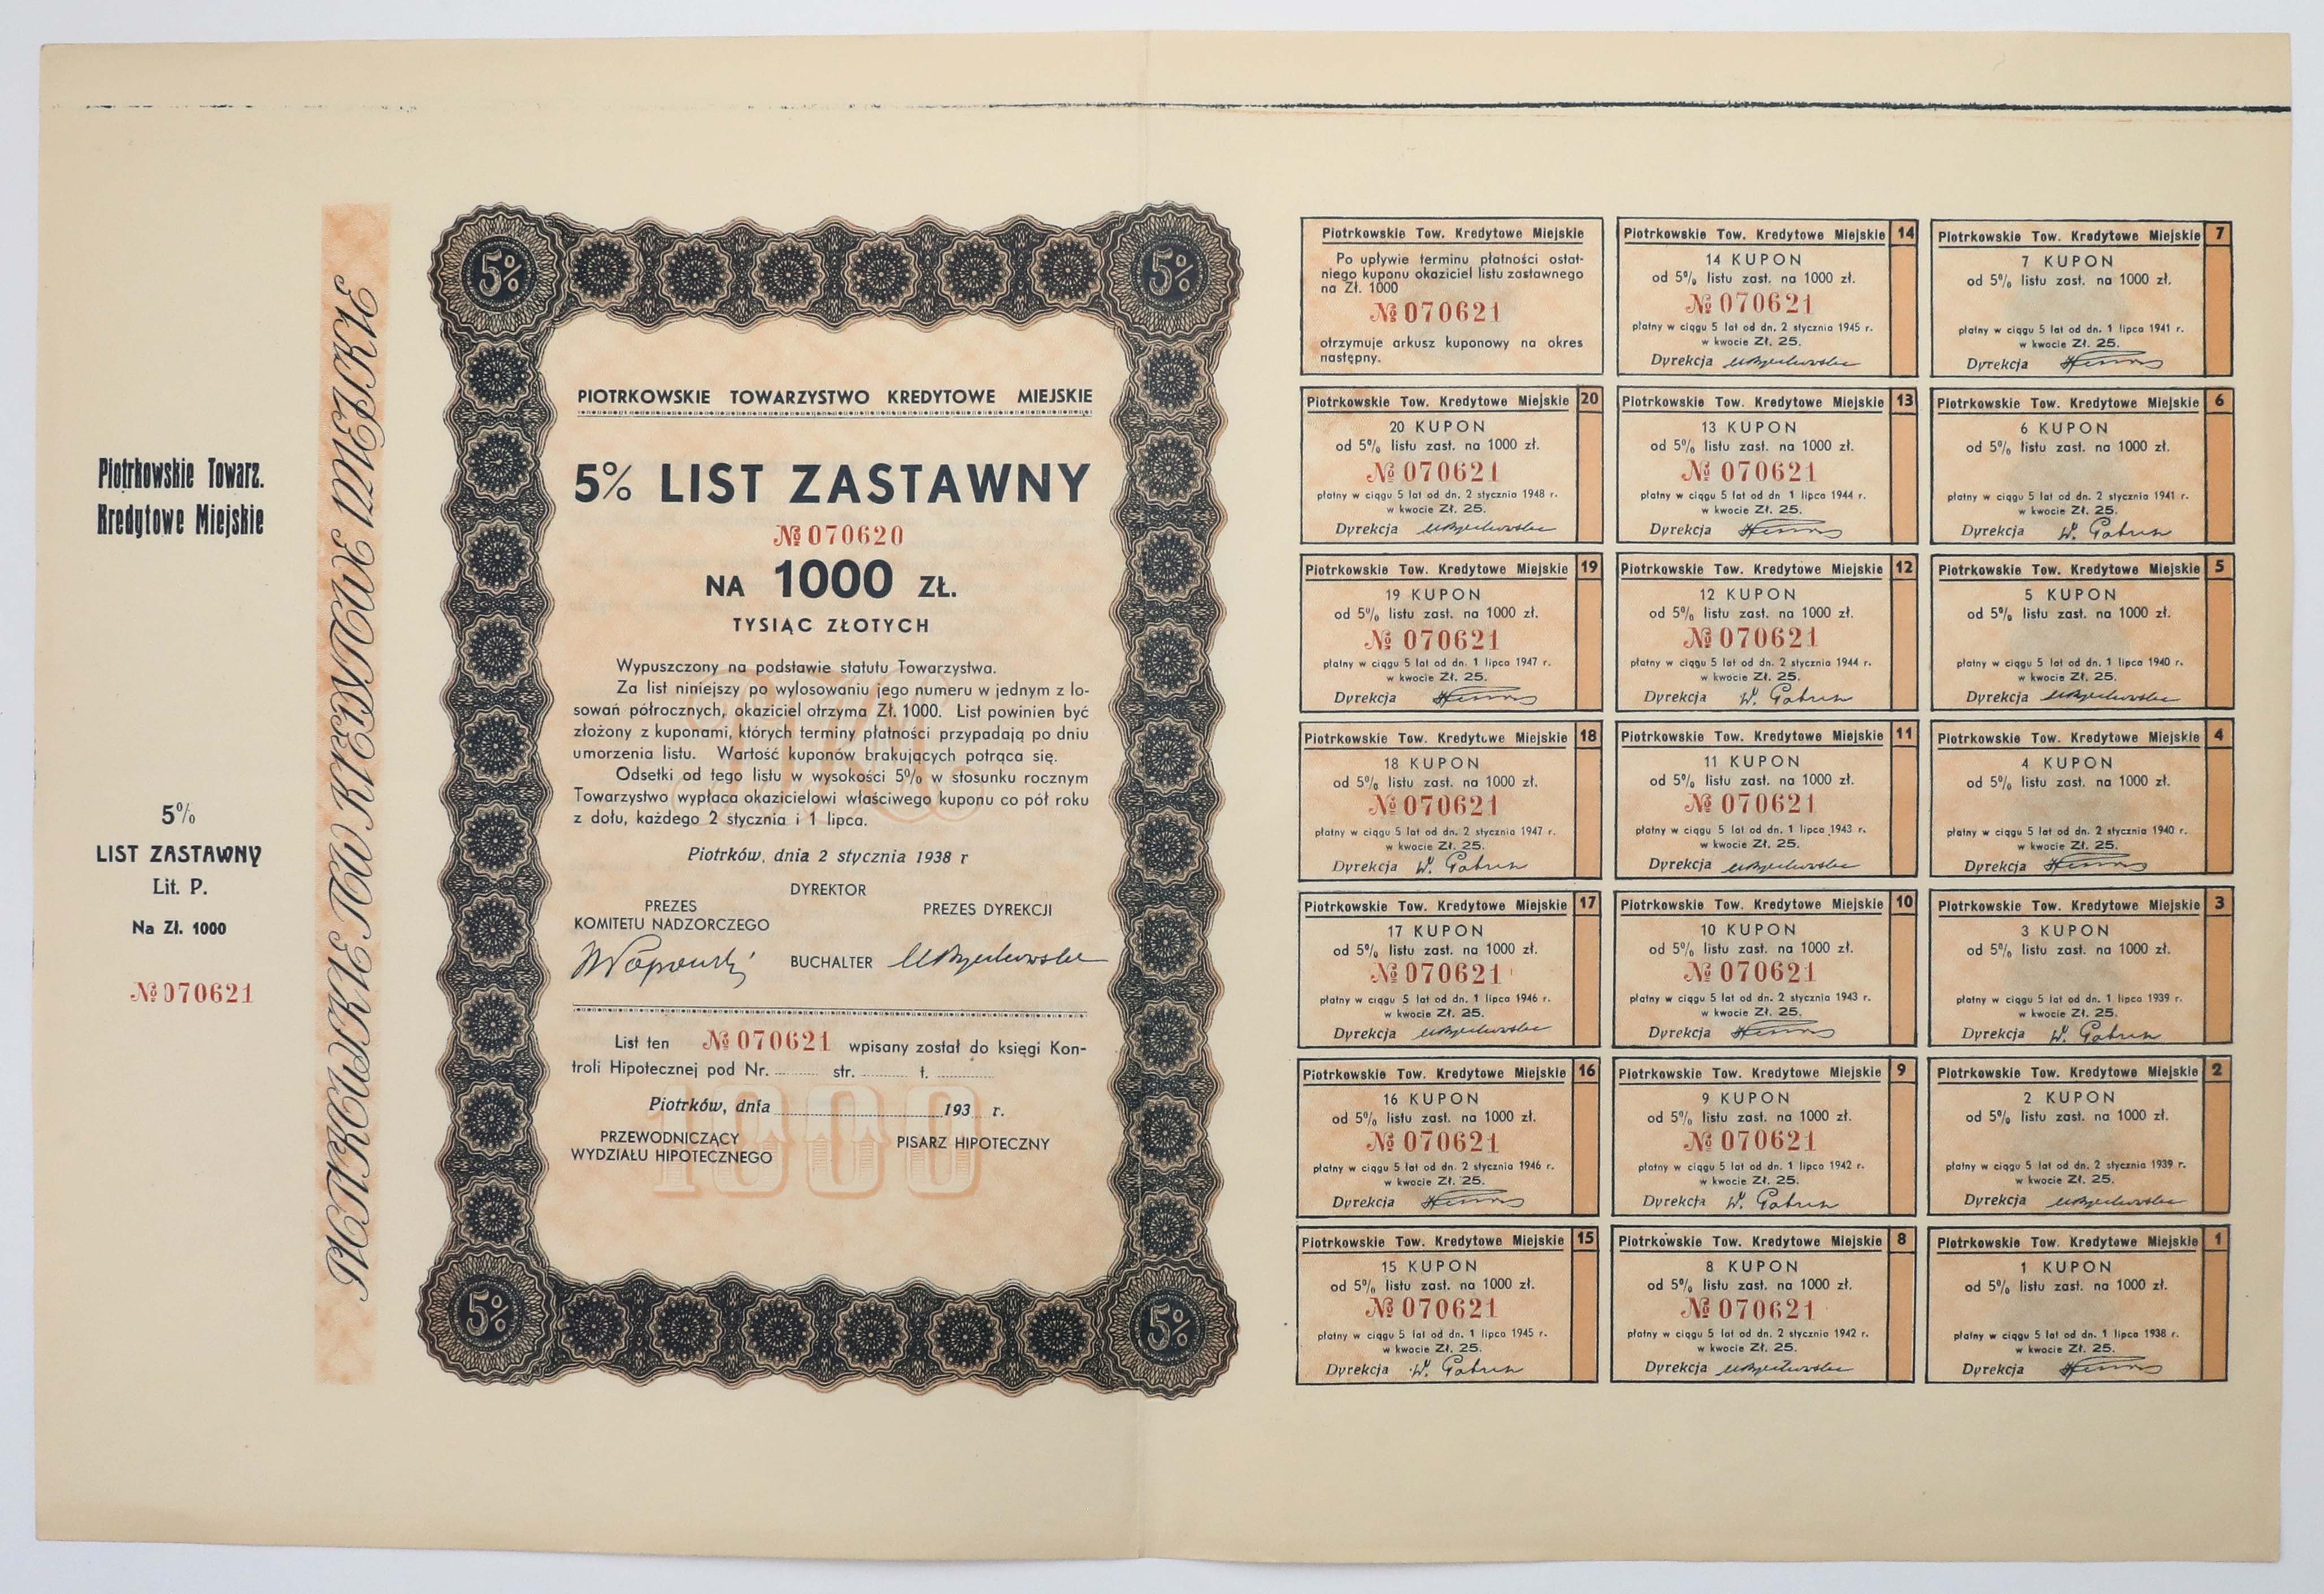 Piotrkowskie Towarz.
Kredytowe Miejskie
5%
LIST ZASTAWNY
Lit. P.
Na Zł. 1000
№ 070621
5%
5%
PIOTRKOWSKIE TOWARZYSTWO KREDYTOWE MIEJSKIE
5% LIST ZASTAWNY
№ 070620
NA 1000 ZŁ.
TYSIĄC ZŁOTYCH
Wypuszczony na podstawie statutu Towarzystwa.
Za list niniejszy po wylosowaniu jego numeru w jednym z lo-
sowań półrocznych, okaziciel otrzyma Zł. 1000. List powinien być
złożony z kuponami, których terminy płatności przypadają po dniu
umorzenia listu. Wartość kuponów brakujących potrąca się.
Odsetki od tego listu w wysokości 5% w stosunku rocznym
Towarzystwo wypłaca okazicielowi właściwego kuponu co pół roku
z dołu, każdego 2 stycznia i 1 lipca.
Piotrków, dnia 2 stycznia 1938 r
DYREKTOR
PREZES
KOMITETU NADZORCZEGO
PREZES DYREKCJI
BUCHALTER
List ten № 070621 wpisany został do księgi Kon-
troli Hipotecznej pod Nr. ........ str. ........ t. ........
Piotrków, dnia ........ 193 r.
PRZEWODNICZĄCY
WYDZIAŁU HIPOTECZNEGO
PISARZ HIPOTECZNY
1000
5%
5%
Piotrkowskie Tow. Kredytowe Miejskie
Po upływie terminu płatności ostat-
niego kuponu okaziciel listu zastawnego
na Zł. 1000
№ 070621
otrzymuje arkusz kuponowy na okres
następny.
Piotrkowskie Tow. Kredytowe Miejskie 20
20 KUPON
od 5% listu zast. na 1000 zł.
№ 070621
płatny w ciągu 5 lat od dn. 2 stycznia 1948 r.
w kwocie Zł. 25.
Dyrekcja
Piotrkowskie Tow. Kredytowe Miejskie 19
19 KUPON
od 5% listu zast. na 1000 zł.
№ 070621
płatny w ciągu 5 lat od dn. 1 lipca 1947 r.
w kwocie Zł. 25.
Dyrekcja
Piotrkowskie Tow. Kredytowe Miejskie 18
18 KUPON
od 5% listu zast. na 1000 zł.
№ 070621
płatny w ciągu 5 lat od dn. 2 stycznia 1947 r.
w kwocie Zł. 25.
Dyrekcja
Piotrkowskie Tow. Kredytowe Miejskie 17
17 KUPON
od 5% listu zast. na 1000 zł.
№ 070621
płatny w ciągu 5 lat od dn. 1 lipca 1946 r.
w kwocie Zł. 25.
Dyrekcja
Piotrkowskie Tow. Kredytowe Miejskie 16
16 KUPON
od 5% listu zast. na 1000 zł.
№ 070621
płatny w ciągu 5 lat od dn. 2 stycznia 1946 r.
w kwocie Zł. 25.
Dyrekcja
Piotrkowskie Tow. Kredytowe Miejskie 15
15 KUPON
od 5% listu zast. na 1000 zł.
№ 070621
płatny w ciągu 5 lat od dn. 1 lipca 1945 r.
w kwocie Zł. 25.
Dyrekcja
Piotrkowskie Tow. Kredytowe Miejskie 14
14 KUPON
od 5% listu zast. na 1000 zł.
№ 070621
płatny w ciągu 5 lat od dn. 2 stycznia 1945 r.
w kwocie Zł. 25.
Dyrekcja
Piotrkowskie Tow. Kredytowe Miejskie 13
13 KUPON
od 5% listu zast. na 1000 zł.
№ 070621
płatny w ciągu 5 lat od dn 1 lipca 1944 r.
w kwocie Zł. 25.
Dyrekcja
Piotrkowskie Tow. Kredytowe Miejskie 12
12 KUPON
od 5% listu zast. na 1000 zł.
№ 070621
płatny w ciągu 5 lat od dn. 2 stycznia 1944 r.
w kwocie Zł. 25.
Dyrekcja
Piotrkowskie Tow. Kredytowe Miejskie 11
11 KUPON
od 5% listu zast. na 1000 zł.
№ 070621
płatny w ciągu 5 lat od dn. 1 lipca 1943 r.
w kwocie Zł. 25.
Dyrekcja
Piotrkowskie Tow. Kredytowe Miejskie 10
10 KUPON
od 5% listu zast. na 1000 zł.
№ 070621
płatny w ciągu 5 lat od dn. 2 stycznia 1943 r.
w kwocie Zł. 25.
Dyrekcja
Piotrkowskie Tow. Kredytowe Miejskie 9
9 KUPON
od 5% listu zast. na 1000 zł.
№ 070621
płatny w ciągu 5 lat od dn. 1 lipca 1942 r.
w kwocie Zł. 25.
Dyrekcja
Piotrkowskie Tow. Kredytowe Miejskie 8
8 KUPON
od 5% listu zast. na 1000 zł.
№ 070621
płatny w ciągu 5 lat od dn. 2 stycznia 1942 r.
w kwocie Zł. 25.
Dyrekcja
Piotrkowskie Tow. Kredytowe Miejskie 7
7 KUPON
od 5% listu zast. na 1000 zł.
płatny w ciągu 5 lat od dn. 1 lipca 1941 r.
w kwocie Zł. 25.
Dyrekcja
Piotrkowskie Tow. Kredytowe Miejskie 6
6 KUPON
od 5% listu zast. na 1000 zł.
płatny w ciągu 5 lat od dn. 2 stycznia 1941 r.
w kwocie Zł. 25.
Dyrekcja
Piotrkowskie Tow. Kredytowe Miejskie 5
5 KUPON
od 5% listu zast. na 1000 zł.
płatny w ciągu 5 lat od dn. 1 lipca 1940 r.
w kwocie Zł. 25.
Dyrekcja
Piotrkowskie Tow. Kredytowe Miejskie 4
4 KUPON
od 5% listu zast. na 1000 zł.
płatny w ciągu 5 lat od dn. 2 stycznia 1940 r.
w kwocie Zł. 25.
Dyrekcja
Piotrkowskie Tow. Kredytowe Miejskie 3
3 KUPON
od 5% listu zast. na 1000 zł.
płatny w ciągu 5 lat od dn. 1 lipca 1939 r.
w kwocie Zł. 25.
Dyrekcja
Piotrkowskie Tow. Kredytowe Miejskie 2
2 KUPON
od 5% listu zast. na 1000 zł.
płatny w ciągu 5 lat od dn. 2 stycznia 1939 r.
w kwocie Zł. 25.
Dyrekcja
Piotrkowskie Tow. Kredytowe Miejskie 1
1 KUPON
od 5% listu zast. na 1000 zł.
płatny w ciągu 5 lat od dn. 1 lipca 1938 r.
w kwocie Zł. 25.
Dyrekcja